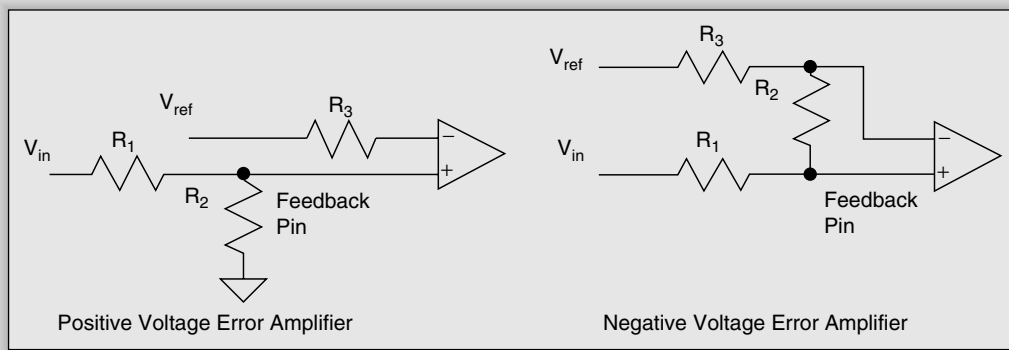 V_ref
R_3
V_in
R_1
−
+
R_2
Feedback
Pin
Positive Voltage Error Amplifier
R_3
V_ref
R_2
V_in
R_1
−
+
Feedback
Pin
Negative Voltage Error Amplifier